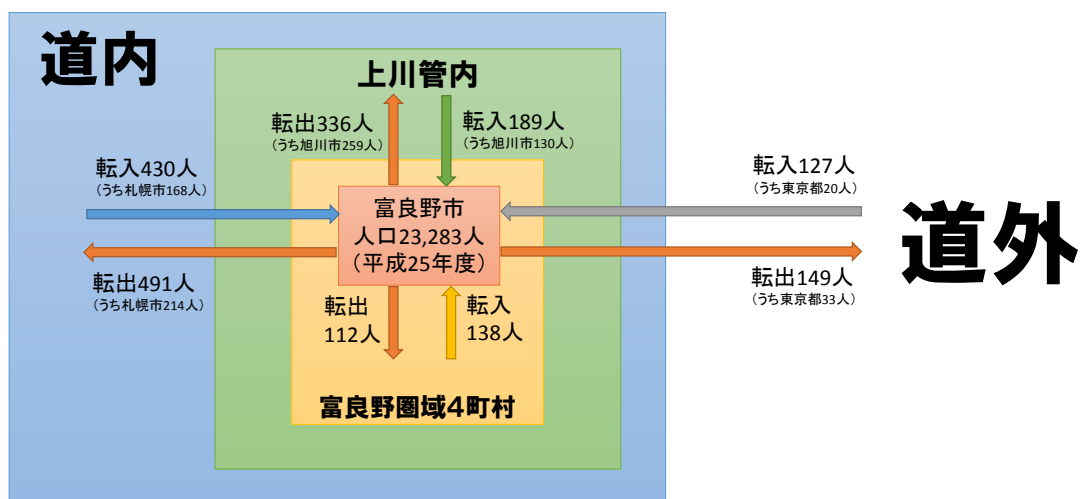 道内
上川管内
転出336人
(うち旭川市259人)
転入189人
(うち旭川市130人)
転入430人
(うち札幌市168人)
転入127人
(うち東京都20人)
富良野市
人口23,283人
(平成25年度)
道外
転出491人
(うち札幌市214人)
転出149人
(うち東京都33人)
転出
112人
転入
138人
富良野圏域4町村